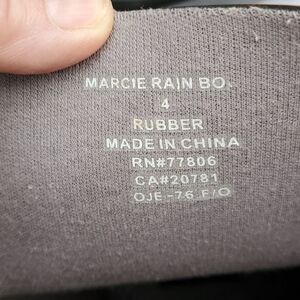 MARCIE RAIN BO.
4
RUBBER
MADE IN CHINA
RN#77806
CA#20781
OJE-76 F/O